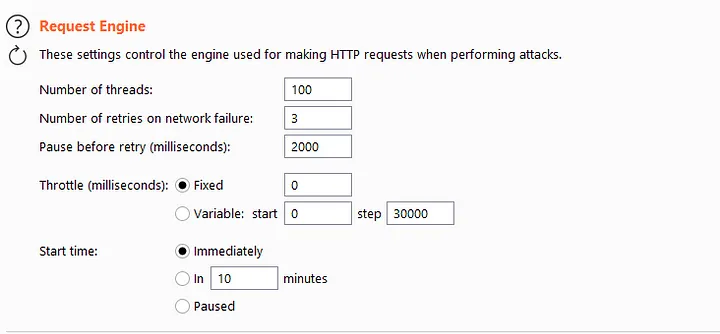 ? Request Engine
These settings control the engine used for making HTTP requests when performing attacks.
Number of threads: 100
Number of retries on network failure: 3
Pause before retry (milliseconds): 2000
Throttle (milliseconds): Fixed 0
Variable: start 0 step 30000
Start time: Immediately
In 10 minutes
Paused